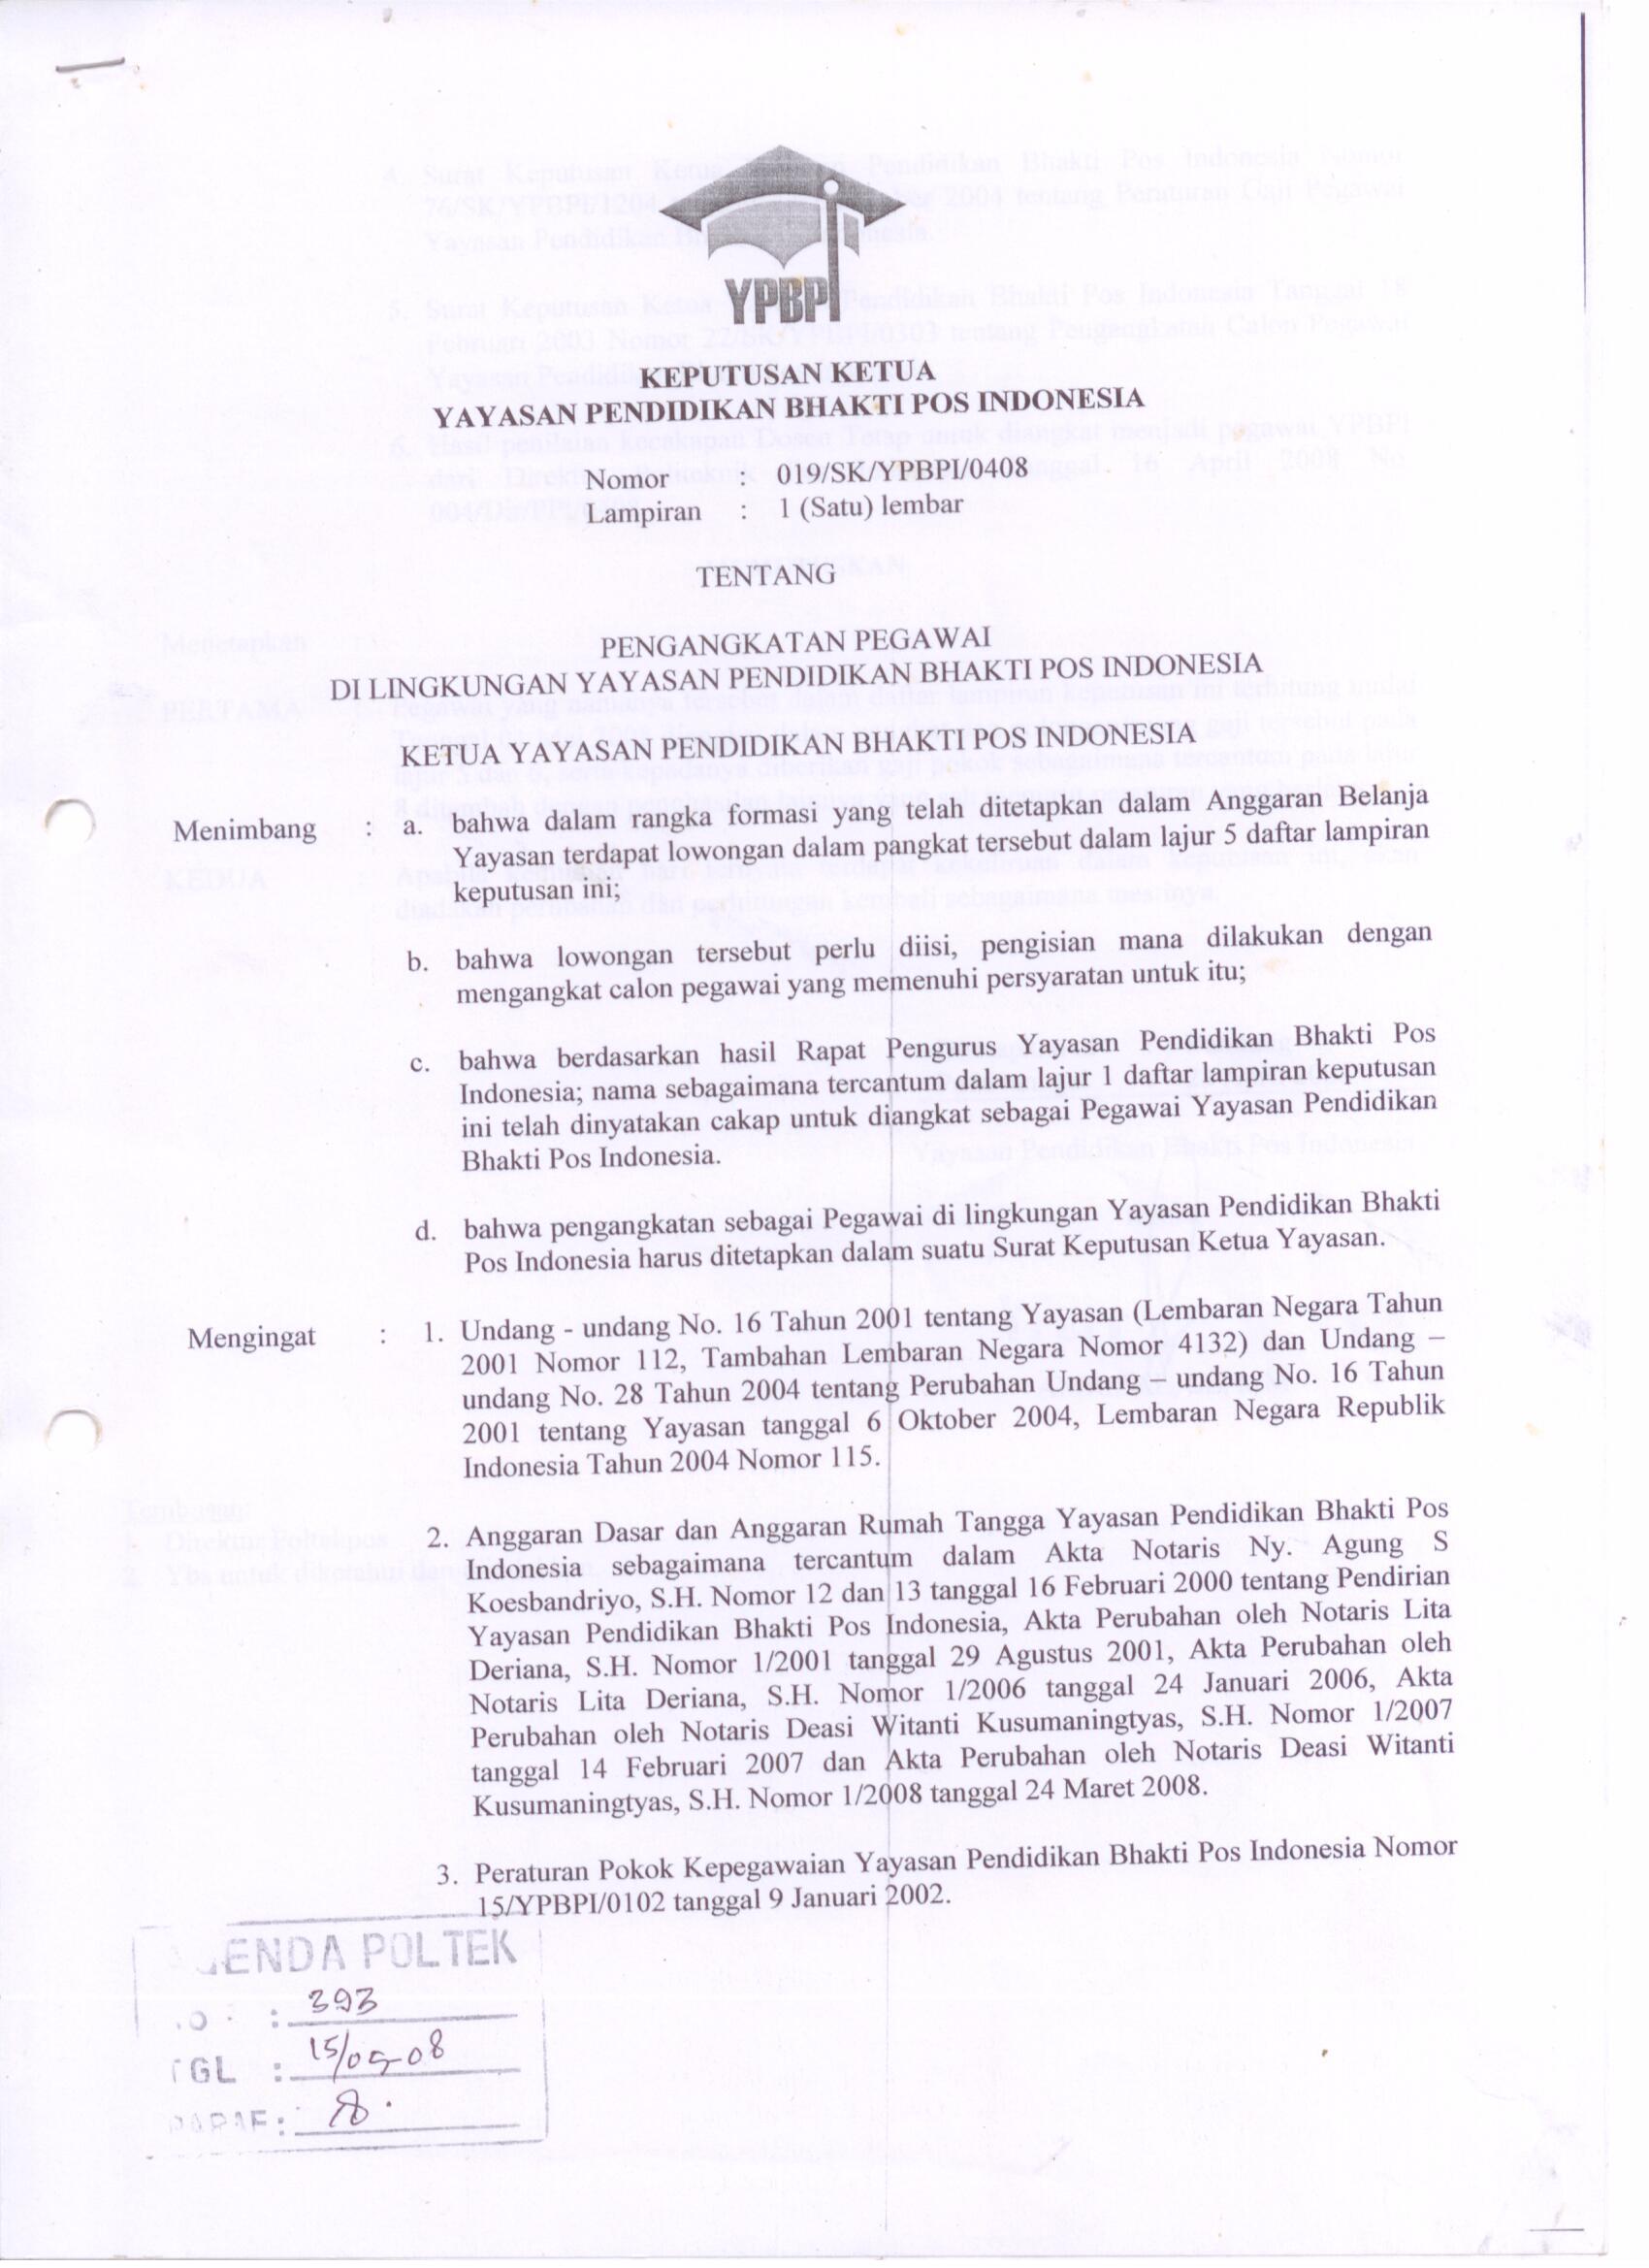 YPBPI
KEPUTUSAN KETUA
YAYASAN PENDIDIKAN BHAKTI POS INDONESIA
Nomor : 019/SK/YPBPI/0408
Lampiran : 1 (Satu) lembar
TENTANG
PENGANGKATAN PEGAWAI
DI LINGKUNGAN YAYASAN PENDIDIKAN BHAKTI POS INDONESIA
KETUA YAYASAN PENDIDIKAN BHAKTI POS INDONESIA
Menimbang : a. bahwa dalam rangka formasi yang telah ditetapkan dalam Anggaran Belanja
Yayasan terdapat lowongan dalam pangkat tersebut dalam lajur 5 daftar lampiran
keputusan ini;
b. bahwa lowongan tersebut perlu diisi, pengisian mana dilakukan dengan
mengangkat calon pegawai yang memenuhi persyaratan untuk itu;
c. bahwa berdasarkan hasil Rapat Pengurus Yayasan Pendidikan Bhakti Pos
Indonesia; nama sebagaimana tercantum dalam lajur 1 daftar lampiran keputusan
ini telah dinyatakan cakap untuk diangkat sebagai Pegawai Yayasan Pendidikan
Bhakti Pos Indonesia.
d. bahwa pengangkatan sebagai Pegawai di lingkungan Yayasan Pendidikan Bhakti
Pos Indonesia harus ditetapkan dalam suatu Surat Keputusan Ketua Yayasan.
Mengingat : 1. Undang - undang No. 16 Tahun 2001 tentang Yayasan (Lembaran Negara Tahun
2001 Nomor 112, Tambahan Lembaran Negara Nomor 4132) dan Undang –
undang No. 28 Tahun 2004 tentang Perubahan Undang – undang No. 16 Tahun
2001 tentang Yayasan tanggal 6 Oktober 2004, Lembaran Negara Republik
Indonesia Tahun 2004 Nomor 115.
2. Anggaran Dasar dan Anggaran Rumah Tangga Yayasan Pendidikan Bhakti Pos
Indonesia sebagaimana tercantum dalam Akta Notaris Ny. Agung S
Koesbandriyo, S.H. Nomor 12 dan 13 tanggal 16 Februari 2000 tentang Pendirian
Yayasan Pendidikan Bhakti Pos Indonesia, Akta Perubahan oleh Notaris Lita
Deriana, S.H. Nomor 1/2001 tanggal 29 Agustus 2001, Akta Perubahan oleh
Notaris Lita Deriana, S.H. Nomor 1/2006 tanggal 24 Januari 2006, Akta
Perubahan oleh Notaris Deasi Witanti Kusumaningtyas, S.H. Nomor 1/2007
tanggal 14 Februari 2007 dan Akta Perubahan oleh Notaris Deasi Witanti
Kusumaningtyas, S.H. Nomor 1/2008 tanggal 24 Maret 2008.
3. Peraturan Pokok Kepegawaian Yayasan Pendidikan Bhakti Pos Indonesia Nomor
15/YPBPI/0102 tanggal 9 Januari 2002.
AGENDA POLTEK
NO : 393
TGL : 15/05-08
PARAF :